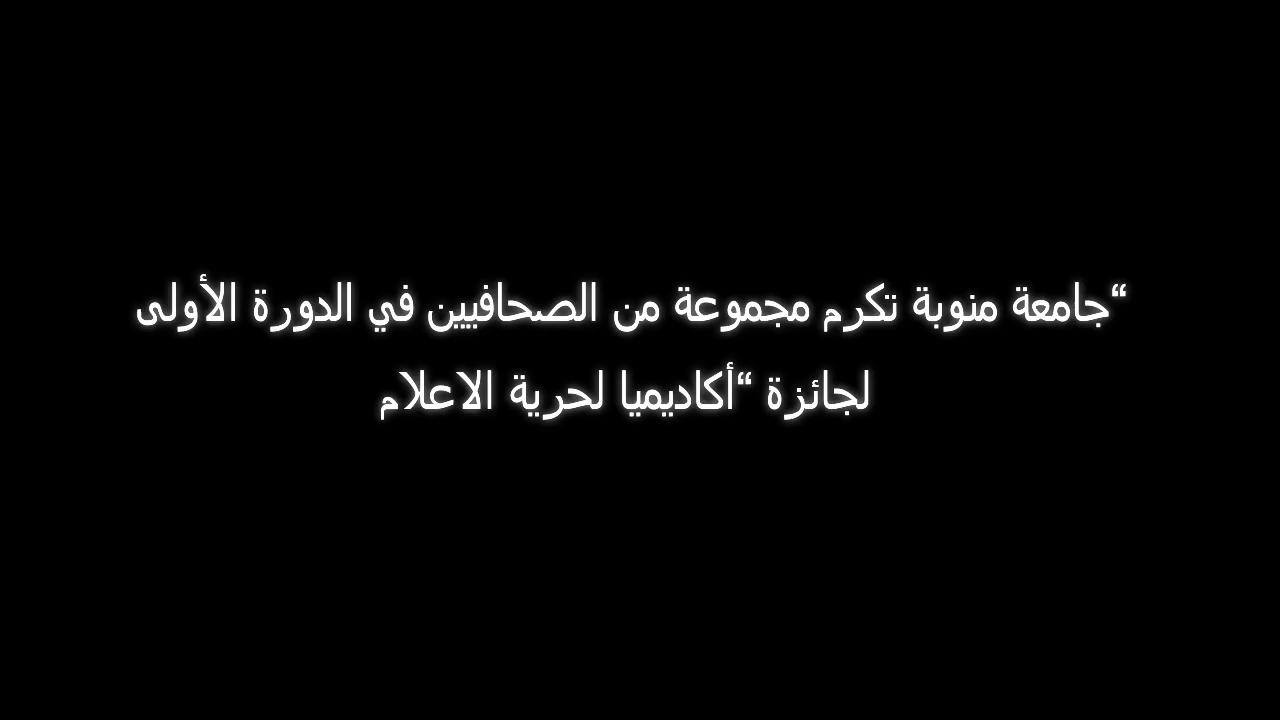 “جامعة منوبة تكرم مجموعة من الصحافيين في الدورة الأولى
لجائزة “أكاديميا لحرية الاعلام